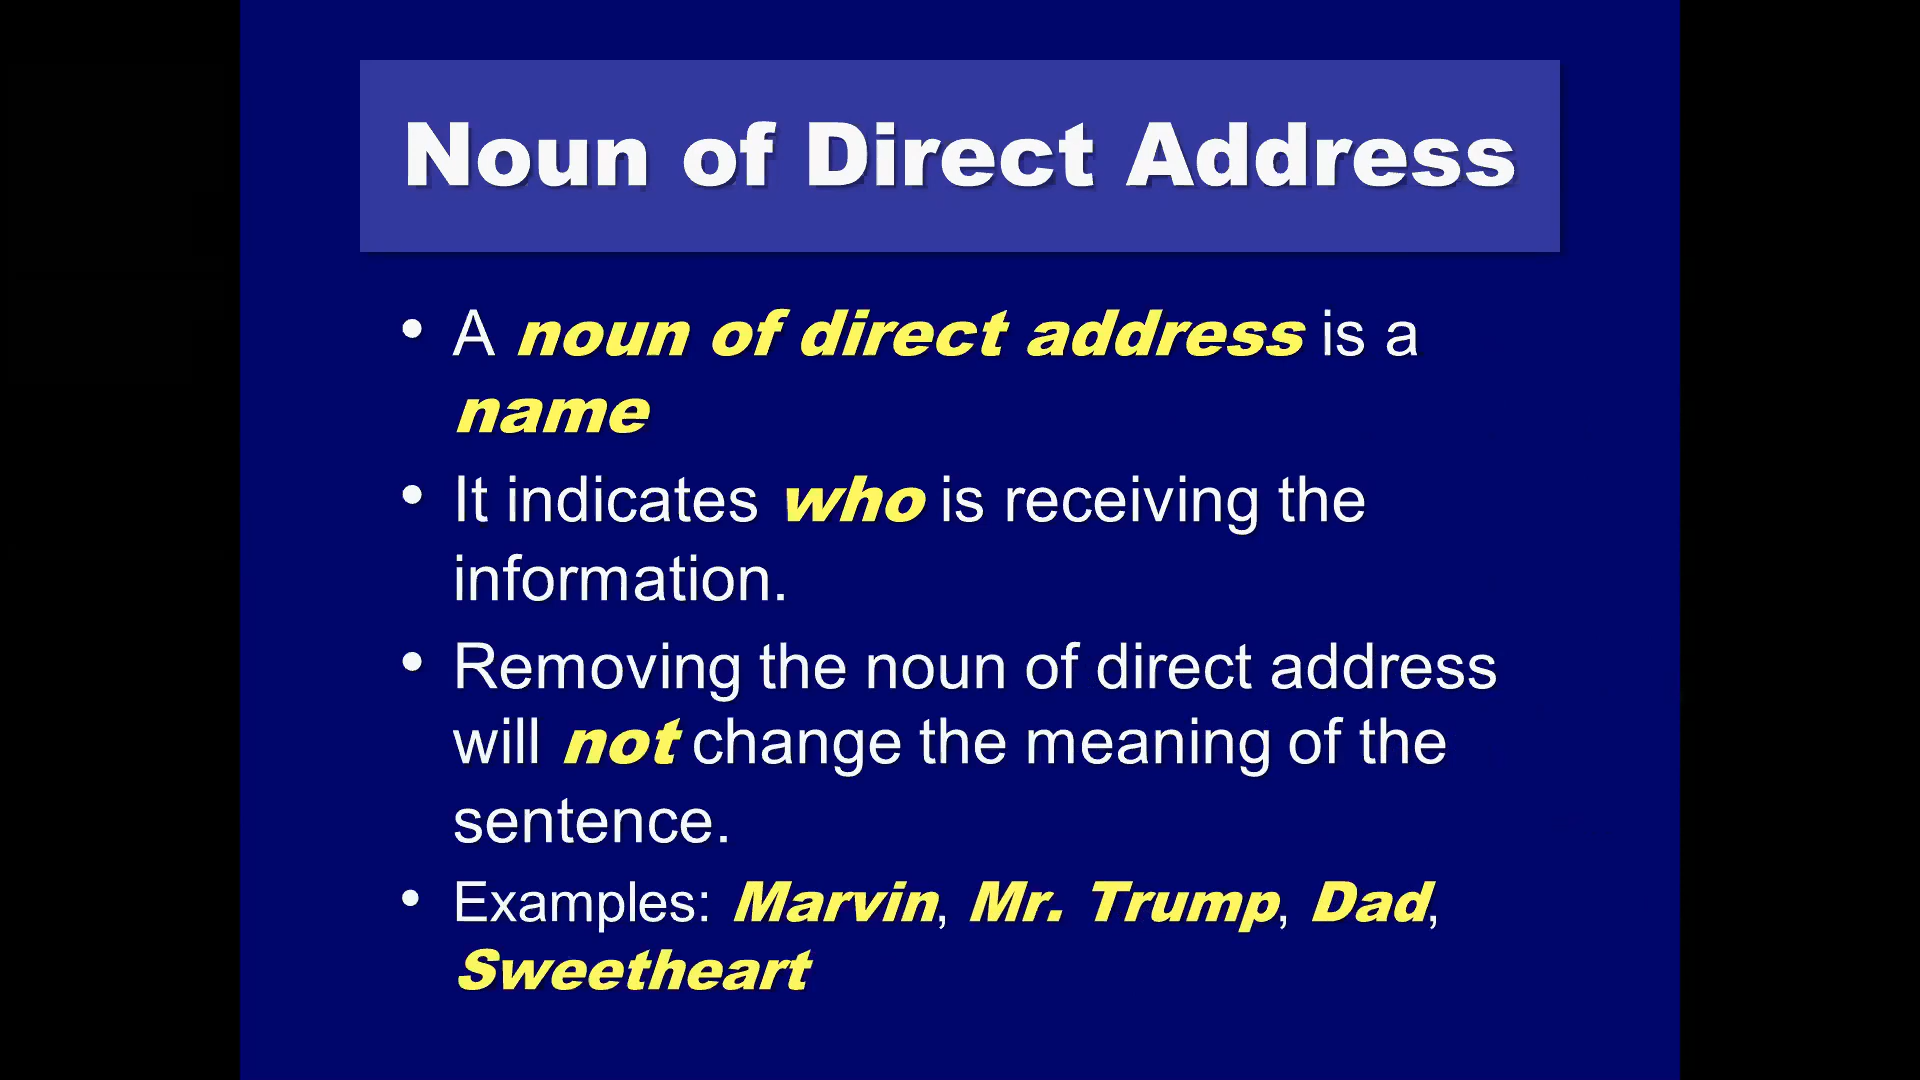 Noun of Direct Address
• A noun of direct address is a
name
• It indicates who is receiving the
information.
• Removing the noun of direct address
will not change the meaning of the
sentence.
• Examples: Marvin, Mr. Trump, Dad,
Sweetheart